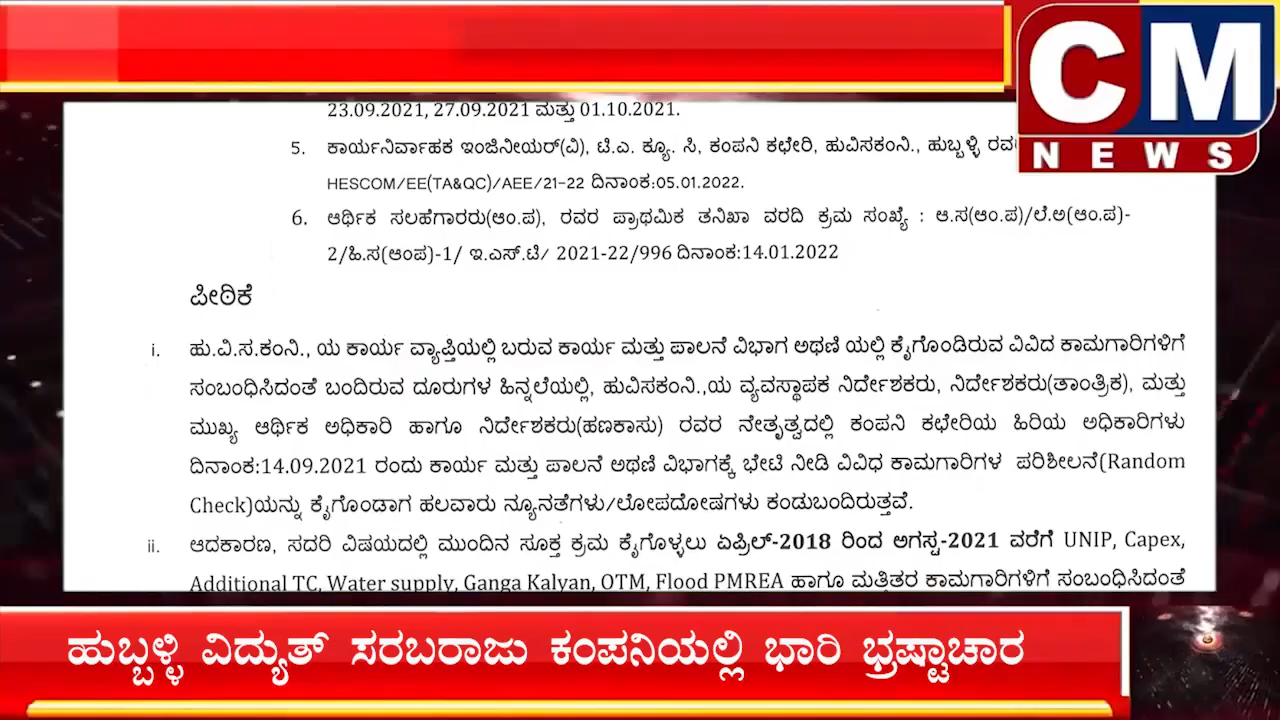 CM
NEWS
23.09.2021, 27.09.2021 ಮತ್ತು 01.10.2021.
5. ಕಾರ್ಯನಿರ್ವಾಹಕ ಇಂಜಿನೀಯರ್(ವಿ), ಟಿ.ಎ. ಕ್ಯೂ. ಸಿ, ಕಂಪನಿ ಕಛೇರಿ, ಹುವಿಸಕಂನಿ., ಹುಬ್ಬಳ್ಳಿ
HESCOM/EE(TA&QC)/AEE/21-22 ದಿನಾಂಕ:05.01.2022.
6. ಆರ್ಥಿಕ ಸಲಹೆಗಾರರು(ಆಂ.ಪ), ರವರ ಪ್ರಾಥಮಿಕ ತನಿಖಾ ವರದಿ ಕ್ರಮ ಸಂಖ್ಯೆ : ಆ.ಸ(ಆಂ.ಪ)/ಲೆ.ಅ(ಆಂ.ಪ)-
2/ಹಿ.ಸ(ಆಂಪ)-1/ ಇ.ಎಸ್.ಟಿ/ 2021-22/996 ದಿನಾಂಕ:14.01.2022
ಪೀಠಿಕೆ
i. ಹು.ವಿ.ಸ.ಕಂನಿ., ಯ ಕಾರ್ಯ ವ್ಯಾಪ್ತಿಯಲ್ಲಿ ಬರುವ ಕಾರ್ಯ ಮತ್ತು ಪಾಲನೆ ವಿಭಾಗ ಅಥಣಿ ಯಲ್ಲಿ ಕೈಗೊಂಡಿರುವ ವಿವಿದ ಕಾಮಗಾರಿಗಳಿಗೆ
ಸಂಬಂಧಿಸಿದಂತೆ ಬಂದಿರುವ ದೂರುಗಳ ಹಿನ್ನಲೆಯಲ್ಲಿ, ಹುವಿಸಕಂನಿ.,ಯ ವ್ಯವಸ್ಥಾಪಕ ನಿರ್ದೇಶಕರು, ನಿರ್ದೇಶಕರು(ತಾಂತ್ರಿಕ), ಮತ್ತು
ಮುಖ್ಯ ಆರ್ಥಿಕ ಅಧಿಕಾರಿ ಹಾಗೂ ನಿರ್ದೇಶಕರು(ಹಣಕಾಸು) ರವರ ನೇತೃತ್ವದಲ್ಲಿ ಕಂಪನಿ ಕಛೇರಿಯ ಹಿರಿಯ ಅಧಿಕಾರಿಗಳು
ದಿನಾಂಕ:14.09.2021 ರಂದು ಕಾರ್ಯ ಮತ್ತು ಪಾಲನೆ ಅಥಣಿ ವಿಭಾಗಕ್ಕೆ ಭೇಟಿ ನೀಡಿ ವಿವಿಧ ಕಾಮಗಾರಿಗಳ ಪರಿಶೀಲನೆ(Random
Check)ಯನ್ನು ಕೈಗೊಂಡಾಗ ಹಲವಾರು ನ್ಯೂನತೆಗಳು/ಲೋಪದೋಷಗಳು ಕಂಡುಬಂದಿರುತ್ತವೆ.
ii. ಆದಕಾರಣ, ಸದರಿ ವಿಷಯದಲ್ಲಿ ಮುಂದಿನ ಸೂಕ್ತ ಕ್ರಮ ಕೈಗೊಳ್ಳಲು ಏಪ್ರಿಲ್-2018 ರಿಂದ ಅಗಸ್ಟ-2021 ವರೆಗೆ UNIP, Capex,
Additional TC, Water supply, Ganga Kalyan, OTM, Flood PMREA ಹಾಗೂ ಮತ್ತಿತರ ಕಾಮಗಾರಿಗಳಿಗೆ ಸಂಬಂಧಿಸಿದಂತೆ
ಹುಬ್ಬಳ್ಳಿ ವಿದ್ಯುತ್ ಸರಬರಾಜು ಕಂಪನಿಯಲ್ಲಿ ಭಾರಿ ಭ್ರಷ್ಟಾಚಾರ